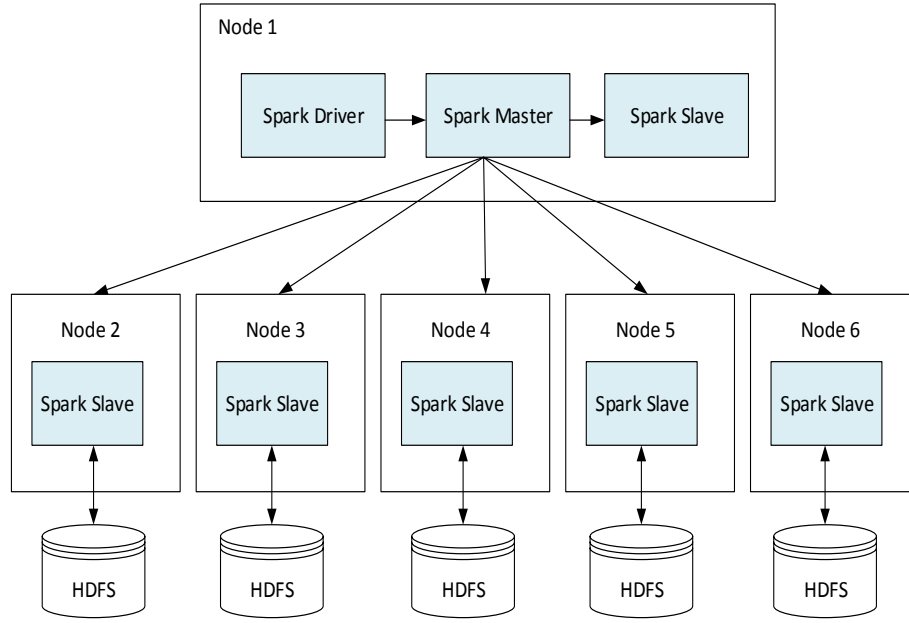 Node 1
Spark Driver
Spark Master
Spark Slave
Node 2
Node 3
Node 4
Node 5
Node 6
Spark Slave
Spark Slave
Spark Slave
Spark Slave
Spark Slave
HDFS
HDFS
HDFS
HDFS
HDFS